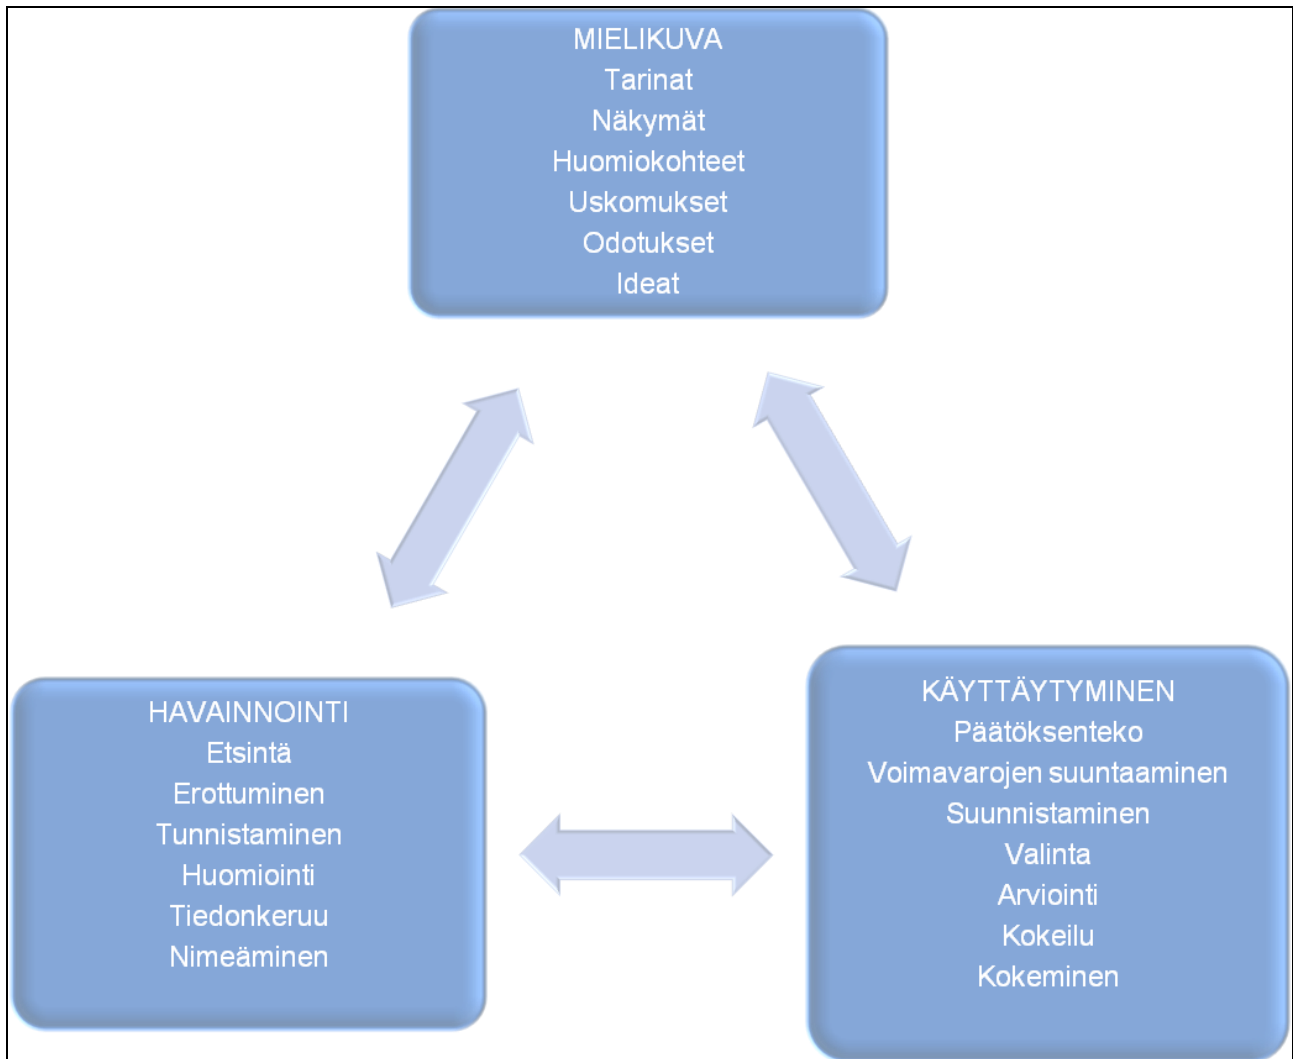 MIELIKUVA
Tarinat
Näkymät
Huomiokohteet
Uskomukset
Odotukset
Ideat
HAVAINNOINTI
Etsintä
Erottuminen
Tunnistaminen
Huomiointi
Tiedonkeruu
Nimeäminen
KÄYTTÄYTYMINEN
Päätöksenteko
Voimavarojen suuntaaminen
Suunnistaminen
Valinta
Arviointi
Kokeilu
Kokeminen